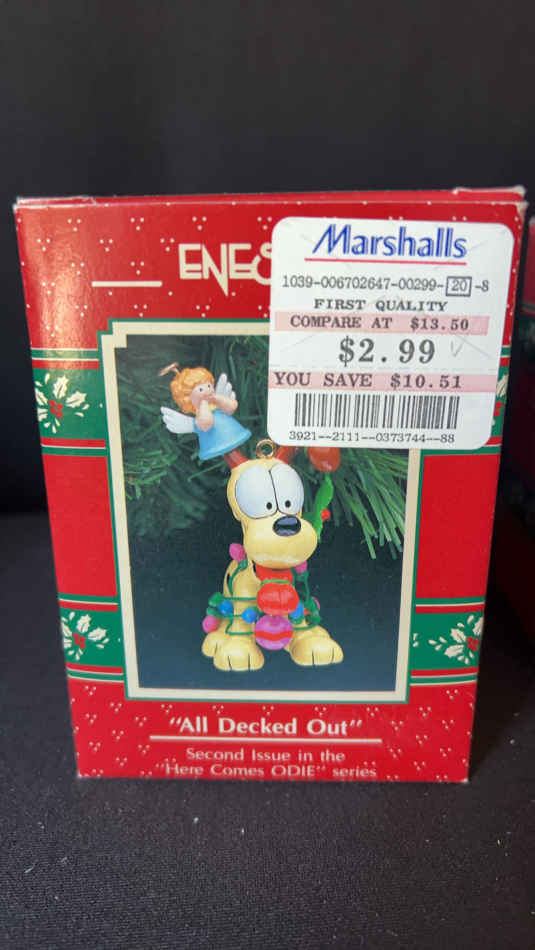 Marshalls
1039-006702647-00299-20-8
FIRST QUALITY
COMPARE AT $13.50
$2.99
YOU SAVE $10.51
3921--2111--0373744--88
"All Decked Out"
Second Issue in the
"Here Comes ODIE" series